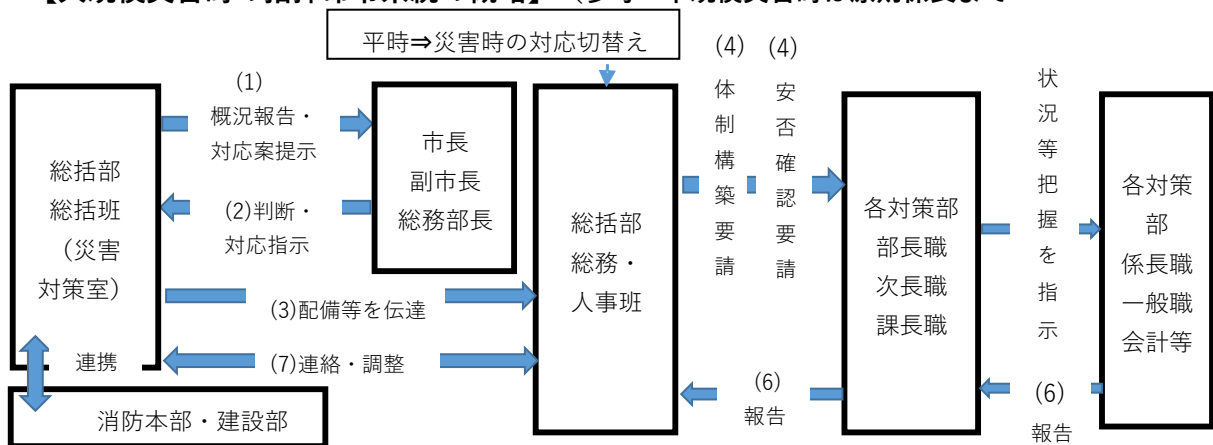 平時⇒災害時の対応切替え
(1)
概況報告・
対応案提示
(2)判断・
対応指示
(3)配備等を伝達
(7)連絡・調整
総括部
総括班
（災害
対策室）
連携
消防本部・建設部
市長
副市長
総務部長
総括部
総務・
人事班
(4)
体制構築要請
(4)
安否確認要請
各対策部
部長職
次長職
課長職
(6)
報告
状況等把握を指示
各対策
部
係長職
一般職
会計等
(6)
報告